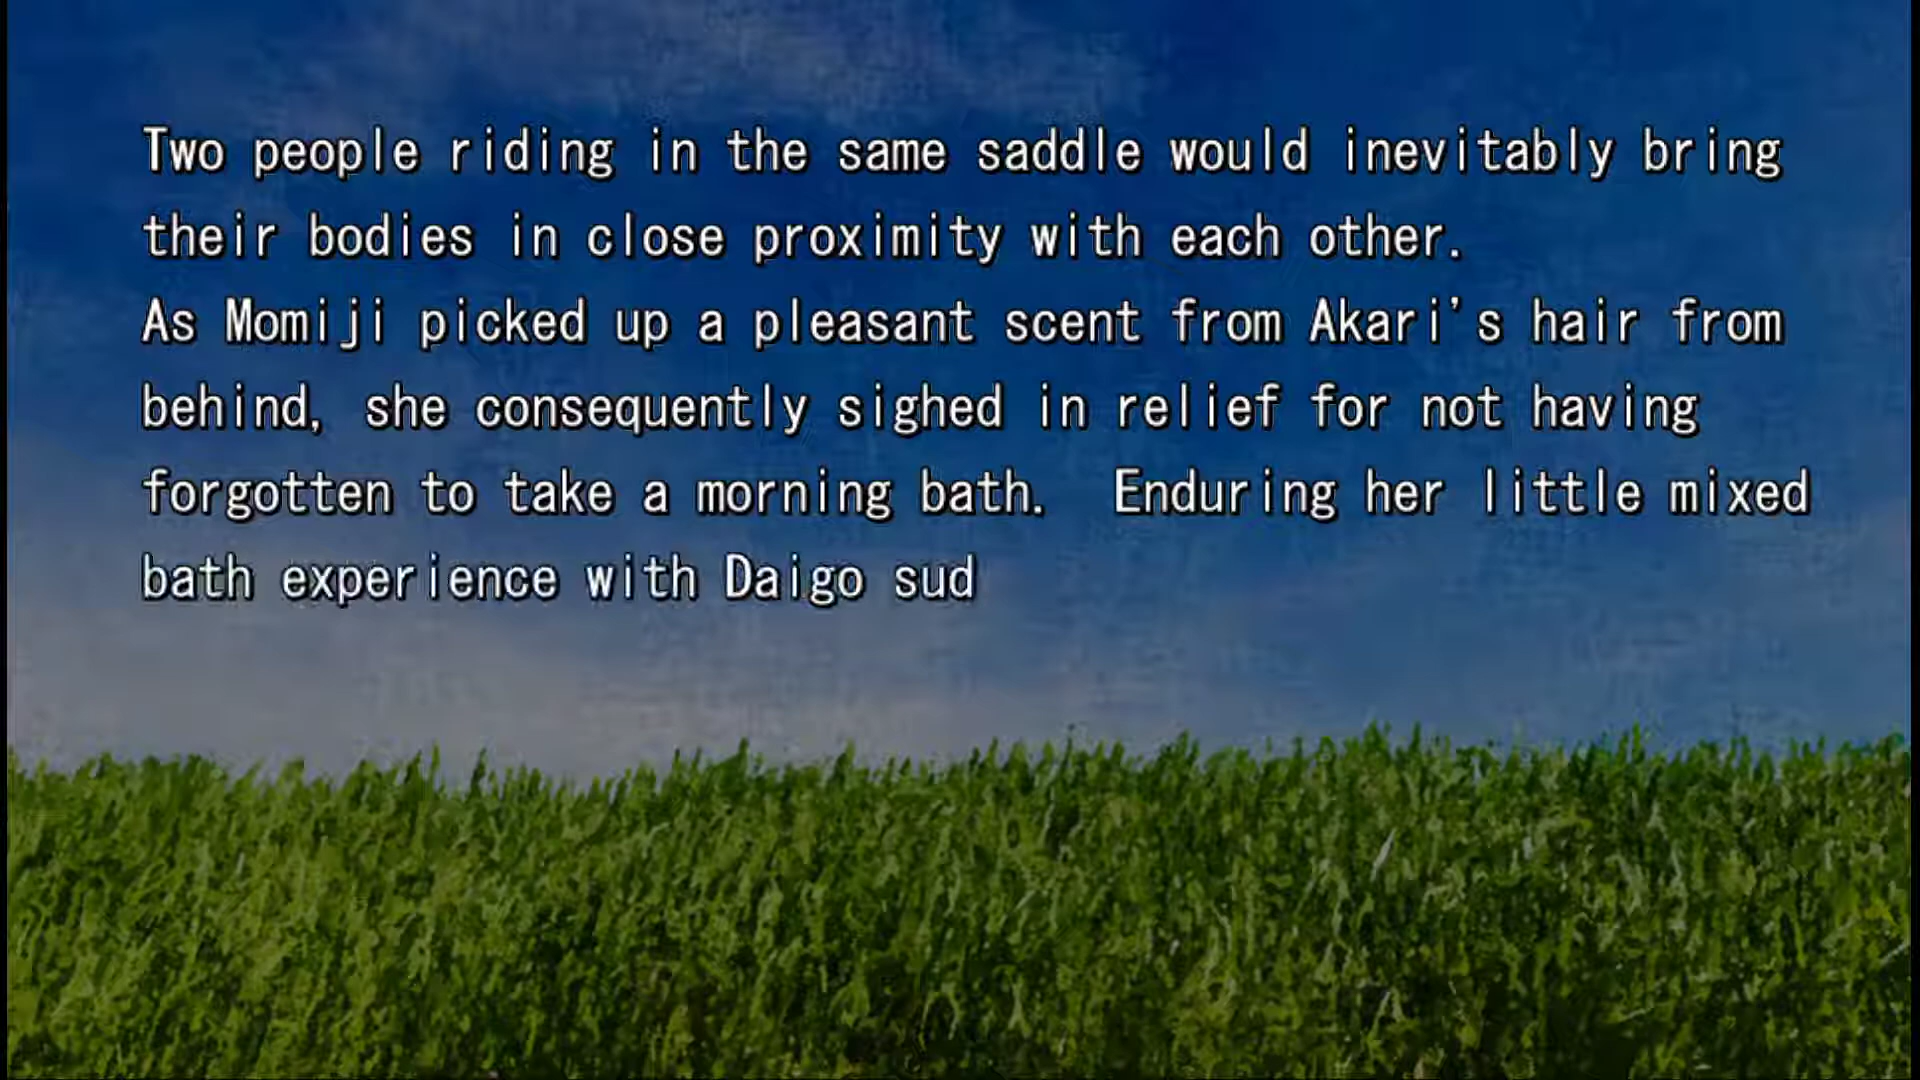 Two people riding in the same saddle would inevitably bring
their bodies in close proximity with each other.
As Momiji picked up a pleasant scent from Akari's hair from
behind, she consequently sighed in relief for not having
forgotten to take a morning bath.  Enduring her little mixed
bath experience with Daigo sud